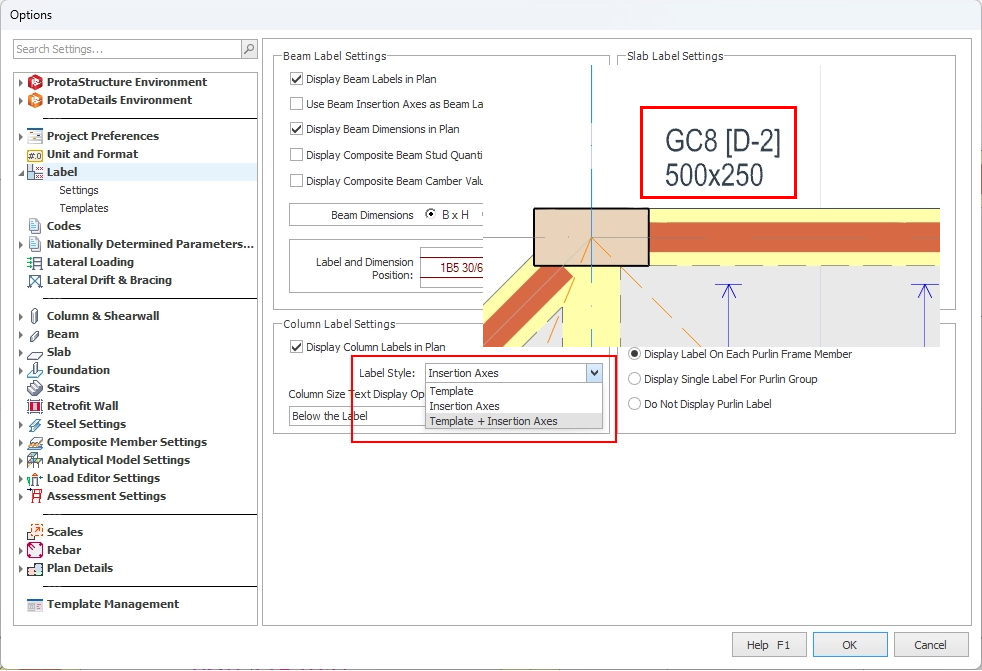 Options
Search Settings...
ProtaStructure Environment
ProtaDetails Environment
Project Preferences
Unit and Format
Label
Settings
Templates
Codes
Nationally Determined Parameters...
Lateral Loading
Lateral Drift & Bracing
Column & Shearwall
Beam
Slab
Foundation
Stairs
Retrofit Wall
Steel Settings
Composite Member Settings
Analytical Model Settings
Load Editor Settings
Assessment Settings
Scales
Rebar
Plan Details
Template Management
Beam Label Settings
Display Beam Labels in Plan
Use Beam Insertion Axes as Beam La
Display Beam Dimensions in Plan
Display Composite Beam Stud Quanti
Display Composite Beam Camber Valu
Beam Dimensions B x H
Label and Dimension
Position:
1B5 30/6
Slab Label Settings
GC8 [D-2]
500x250
Column Label Settings
Display Column Labels in Plan
Label Style: Insertion Axes
Template
Insertion Axes
Template + Insertion Axes
Column Size Text Display Op
Below the Label
Display Label On Each Purlin Frame Member
Display Single Label For Purlin Group
Do Not Display Purlin Label
Help F1
OK
Cancel